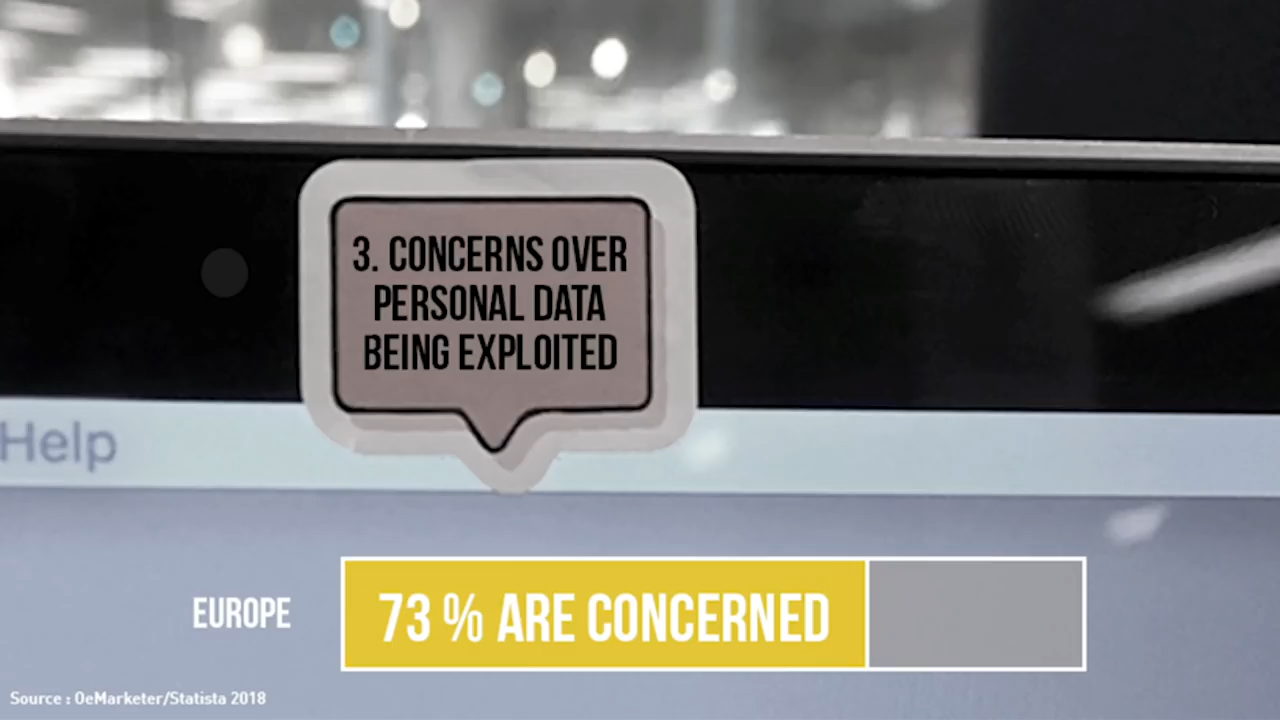 3. CONCERNS OVER
PERSONAL DATA
BEING EXPLOITED
Help
EUROPE
73 % ARE CONCERNED
Source : OeMarketer/Statista 2018